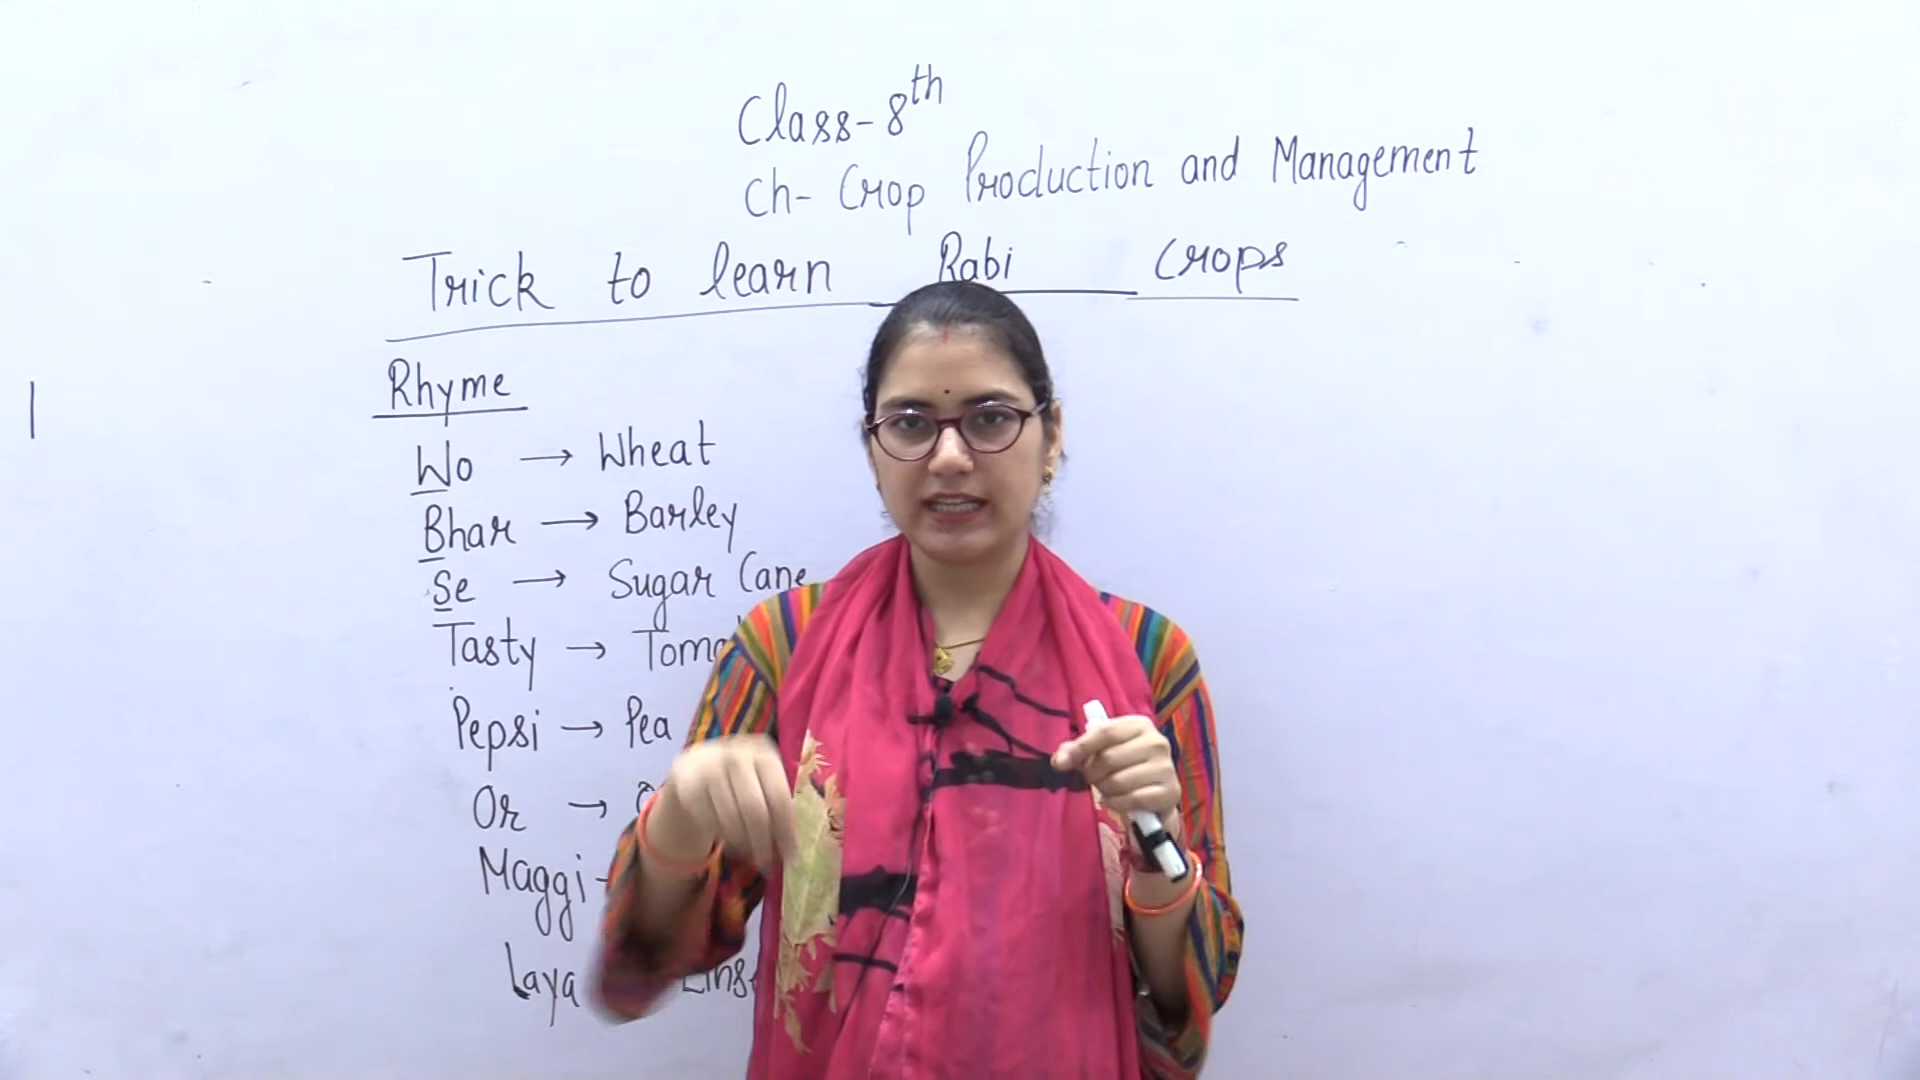 Class-8th
Ch- Crop Production and Management
Trick to learn Rabi Crops
Rhyme
Wo → Wheat
Bhar → Barley
Se → Sugar Cane
Tasty →
Pepsi → Pea
Or →
Maggi
Laya